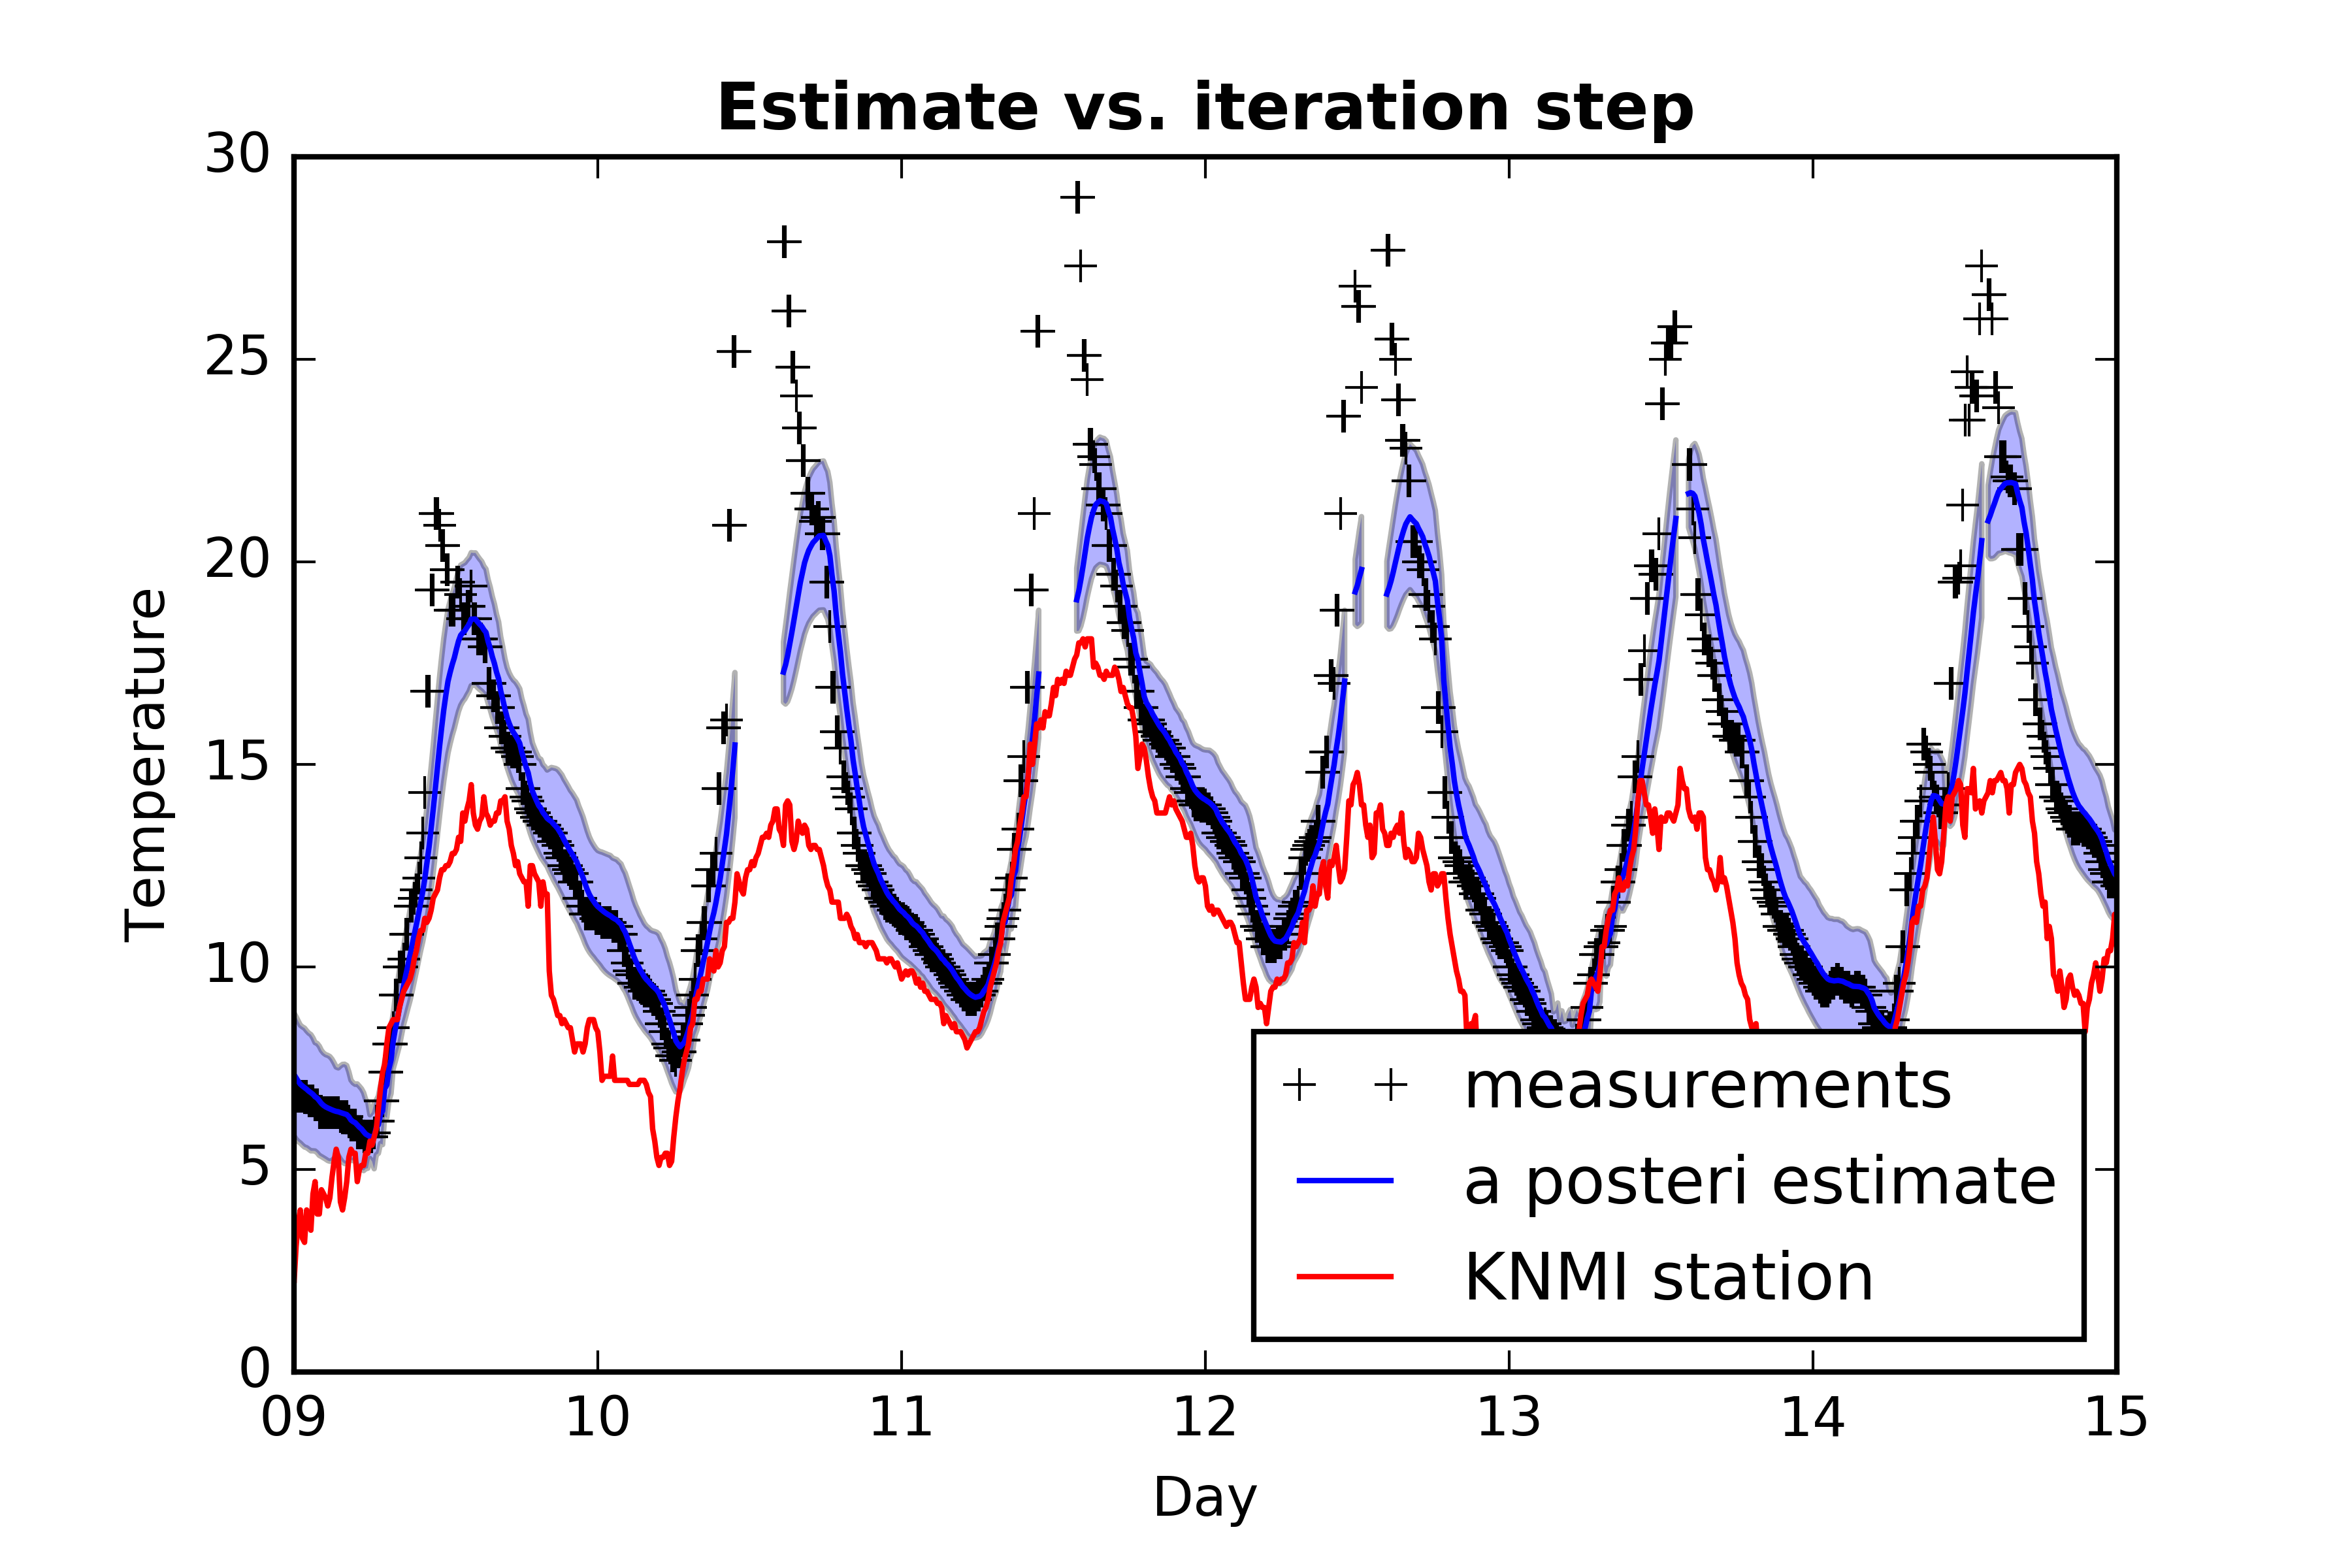 Estimate vs. iteration step
30
25
20
15
10
5
0
Temperature
09 10 11 12 13 14 15
Day
measurements
a posteri estimate
KNMI station